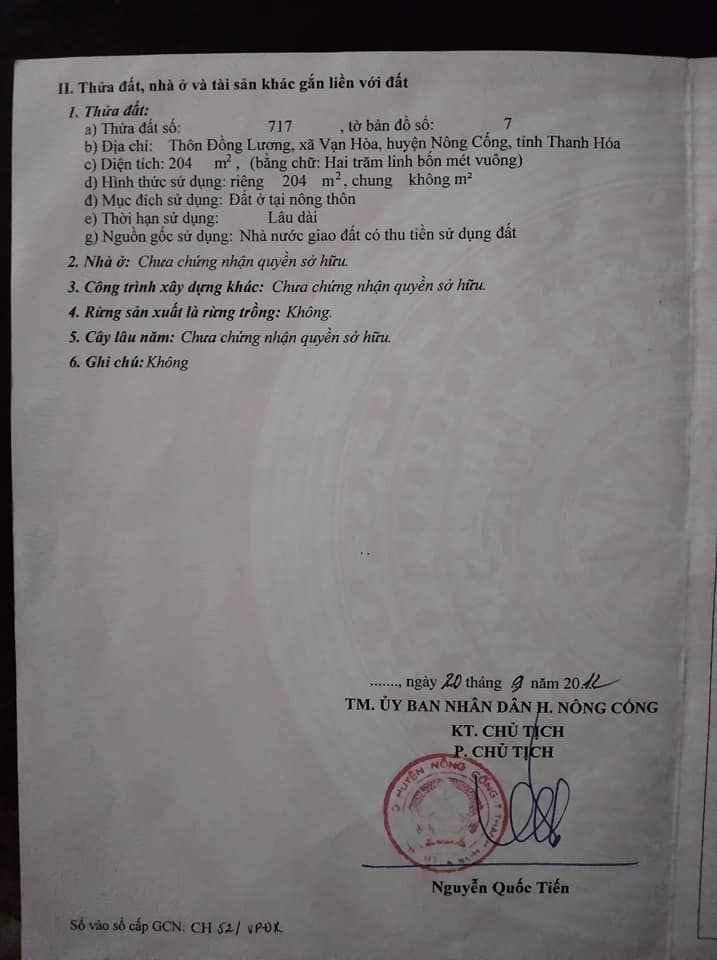 II. Thửa đất, nhà ở và tài sản khác gắn liền với đất
1. Thửa đất:
a) Thửa đất số: 717 , tờ bản đồ số: 7
b) Địa chỉ: Thôn Đồng Lương, xã Vạn Hòa, huyện Nông Cống, tỉnh Thanh Hóa
c) Diện tích: 204 m², (bằng chữ: Hai trăm linh bốn mét vuông)
d) Hình thức sử dụng: riêng 204 m², chung không m²
đ) Mục đích sử dụng: Đất ở tại nông thôn
e) Thời hạn sử dụng: Lâu dài
g) Nguồn gốc sử dụng: Nhà nước giao đất có thu tiền sử dụng đất
2. Nhà ở: Chưa chứng nhận quyền sở hữu.
3. Công trình xây dựng khác: Chưa chứng nhận quyền sở hữu.
4. Rừng sản xuất là rừng trồng: Không.
5. Cây lâu năm: Chưa chứng nhận quyền sở hữu.
6. Ghi chú: Không
......., ngày 20 tháng 9 năm 2012
TM. ỦY BAN NHÂN DÂN H. NÔNG CỐNG
KT. CHỦ TỊCH
P. CHỦ TỊCH
HUYỆN NÔNG CỐNG T. THANH
Nguyễn Quốc Tiến
Số vào sổ cấp GCN: CH 52/ VPĐK